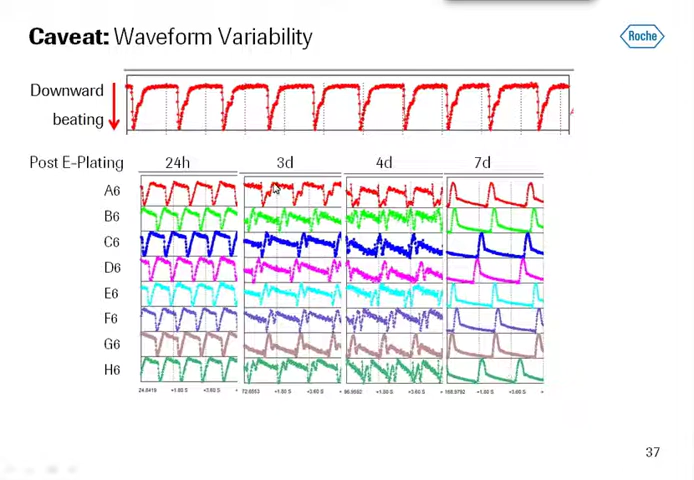 Caveat: Waveform Variability
Roche
Downward
beating
Post E-Plating 24h 3d 4d 7d
A6
B6
C6
D6
E6
F6
G6
H6
37